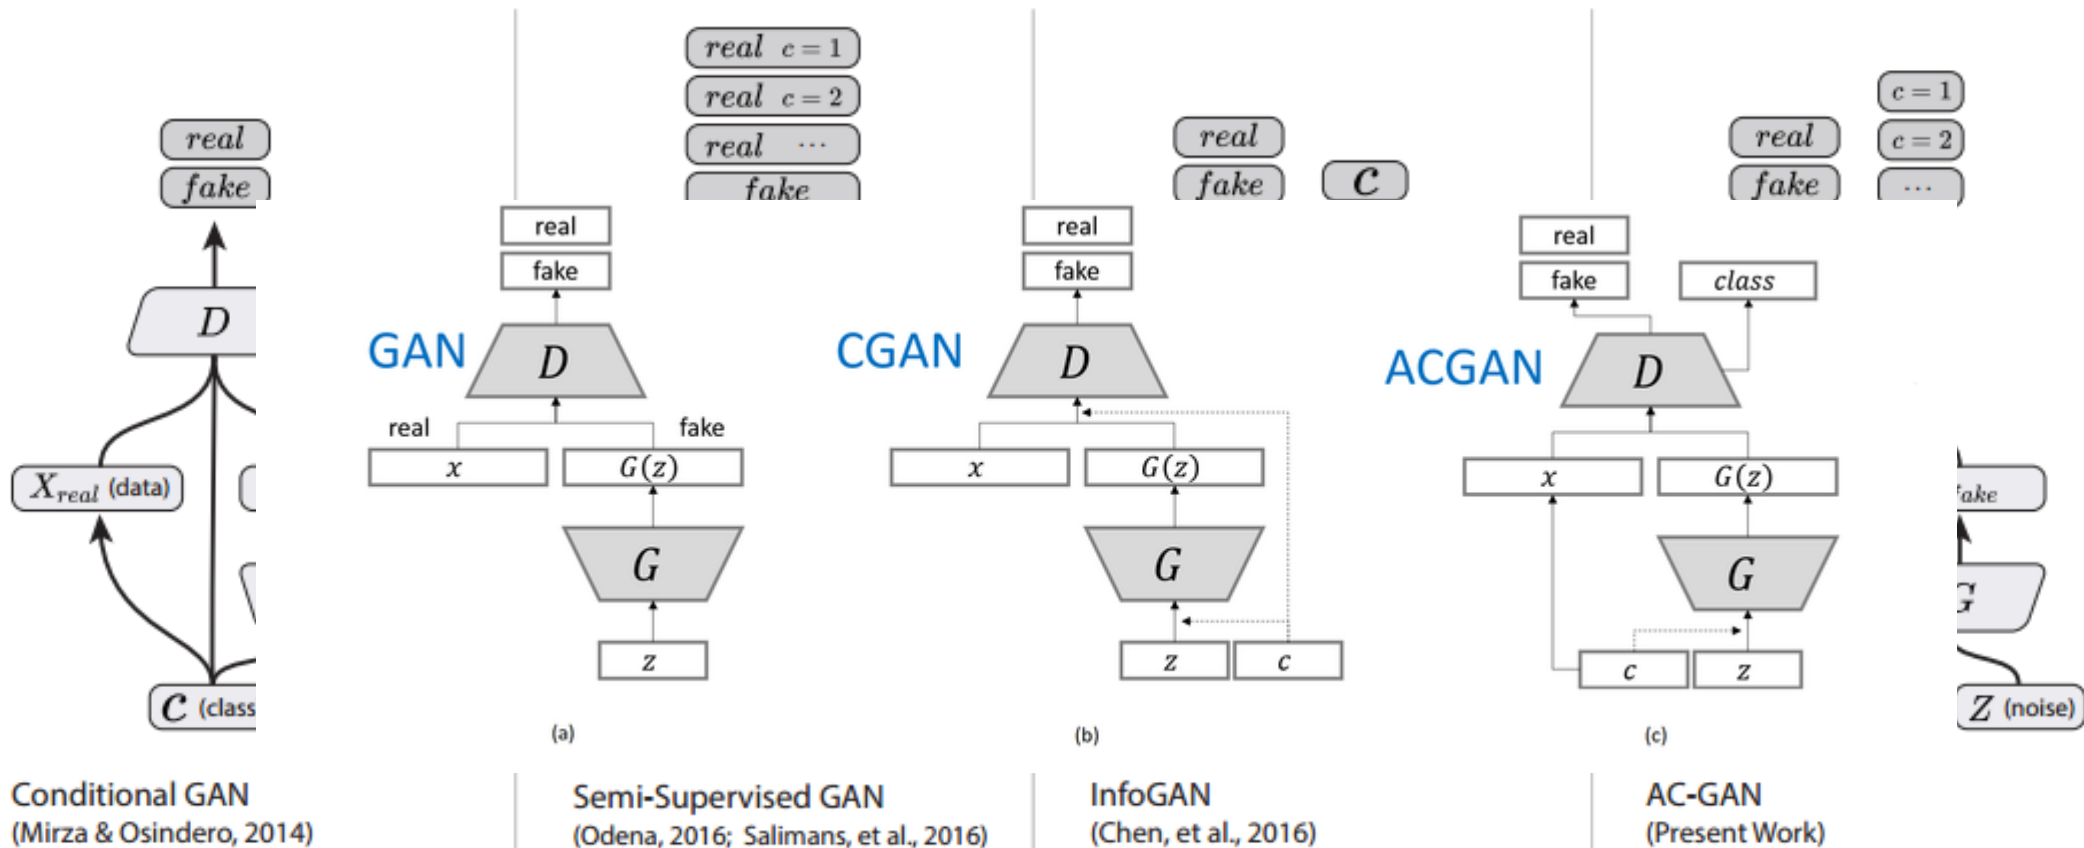 real c = 1
real c = 2
real ...
fake
real
fake
real
fake
c
real
fake
c = 1
c = 2
...
D
X_real (data)
C (class
real
fake
GAN
D
real
fake
x
G(z)
G
z
(a)
real
fake
CGAN
D
x
G(z)
G
z
c
(b)
real
fake
class
ACGAN
D
x
G(z)
G
c
z
(c)
ake
G
Z (noise)
Conditional GAN
(Mirza & Osindero, 2014)
Semi-Supervised GAN
(Odena, 2016; Salimans, et al., 2016)
InfoGAN
(Chen, et al., 2016)
AC-GAN
(Present Work)